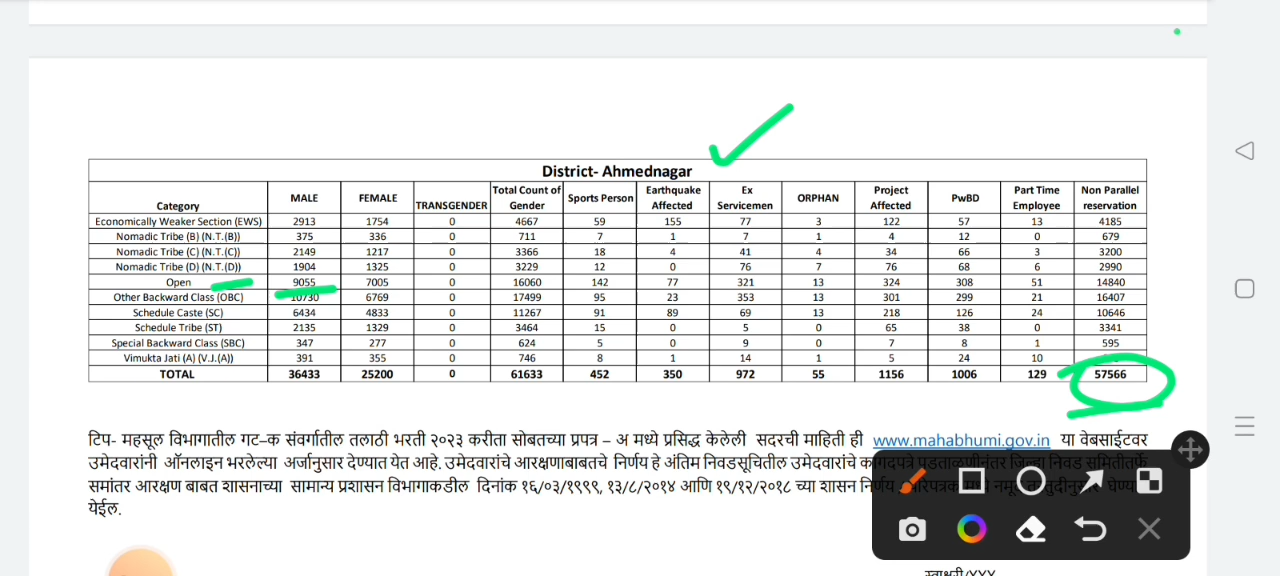 District- Ahmednagar
Category MALE FEMALE TRANSGENDER Total Count of Gender Sports Person Earthquake Affected Ex Servicemen ORPHAN Project Affected PwBD Part Time Employee Non Parallel reservation
Economically Weaker Section (EWS) 2913 1754 0 4667 59 155 77 3 122 57 13 4185
Nomadic Tribe (B) (N.T.(B)) 375 336 0 711 7 1 7 1 4 12 0 679
Nomadic Tribe (C) (N.T.(C)) 2149 1217 0 3366 18 4 41 4 34 66 3 3200
Nomadic Tribe (D) (N.T.(D)) 1904 1325 0 3229 12 0 76 7 76 68 6 2990
Open 9055 7005 0 16060 142 77 321 13 324 308 51 14840
Other Backward Class (OBC) 10730 6769 0 17499 95 23 353 13 301 299 21 16407
Schedule Caste (SC) 6434 4833 0 11267 91 89 69 13 218 126 24 10646
Schedule Tribe (ST) 2135 1329 0 3464 15 0 5 0 65 38 0 3341
Special Backward Class (SBC) 347 277 0 624 5 0 9 0 7 8 1 595
Vimukta Jati (A) (V.J.(A)) 391 355 0 746 8 1 14 1 5 24 10
TOTAL 36433 25200 0 61633 452 350 972 55 1156 1006 129 57566
टिप- महसूल विभागातील गट–क संवर्गातील तलाठी भरती २०२३ करीता सोबतच्या प्रपत्र – अ मध्ये प्रसिद्ध केलेली सदरची माहिती ही www.mahabhumi.gov.in या वेबसाईटवर
उमेदवारांनी ऑनलाइन भरलेल्या अर्जानुसार देण्यात येत आहे. उमेदवारांचे आरक्षणाबाबतचे निर्णय हे अंतिम निवडसूचितील उमेदवारांचे कागदपत्रे पडताळणीनंतर जिल्हा निवड समितीतर्फे
समांतर आरक्षण बाबत शासनाच्या सामान्य प्रशासन विभागाकडील दिनांक १६/०३/१९९९, १३/८/२०१४ आणि १९/१२/२०१८ च्या शासन निर्णय
येईल.